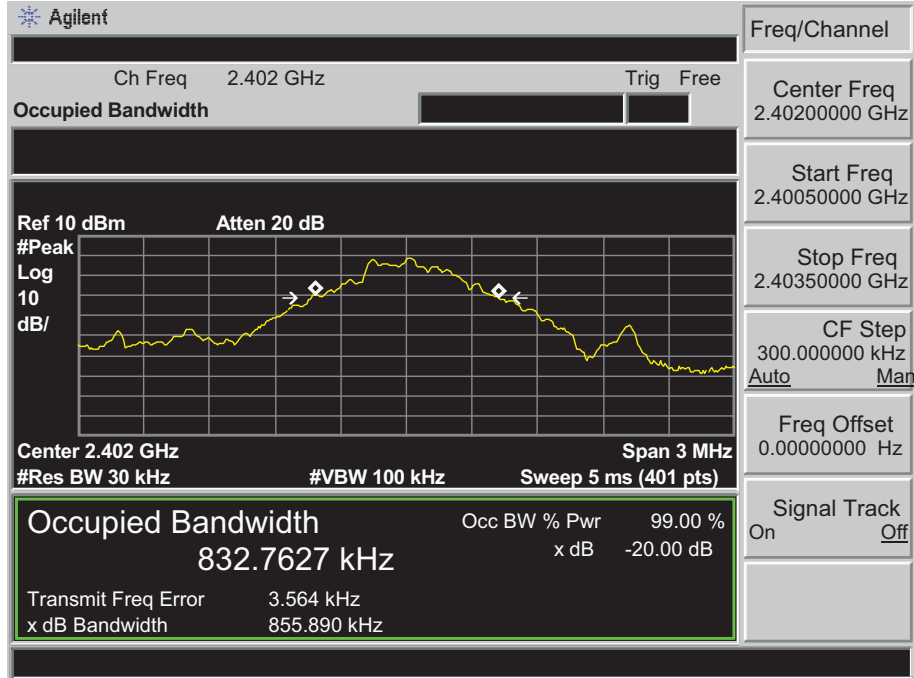 Agilent
Freq/Channel
Ch Freq 2.402 GHz Trig Free
Occupied Bandwidth
Center Freq
2.40200000 GHz
Start Freq
2.40050000 GHz
Stop Freq
2.40350000 GHz
CF Step
300.000000 kHz
Auto Man
Freq Offset
0.00000000 Hz
Signal Track
On Off
Ref 10 dBm Atten 20 dB
#Peak
Log
10
dB/
Center 2.402 GHz Span 3 MHz
#Res BW 30 kHz #VBW 100 kHz Sweep 5 ms (401 pts)
Occupied Bandwidth Occ BW % Pwr 99.00 %
832.7627 kHz x dB -20.00 dB
Transmit Freq Error 3.564 kHz
x dB Bandwidth 855.890 kHz